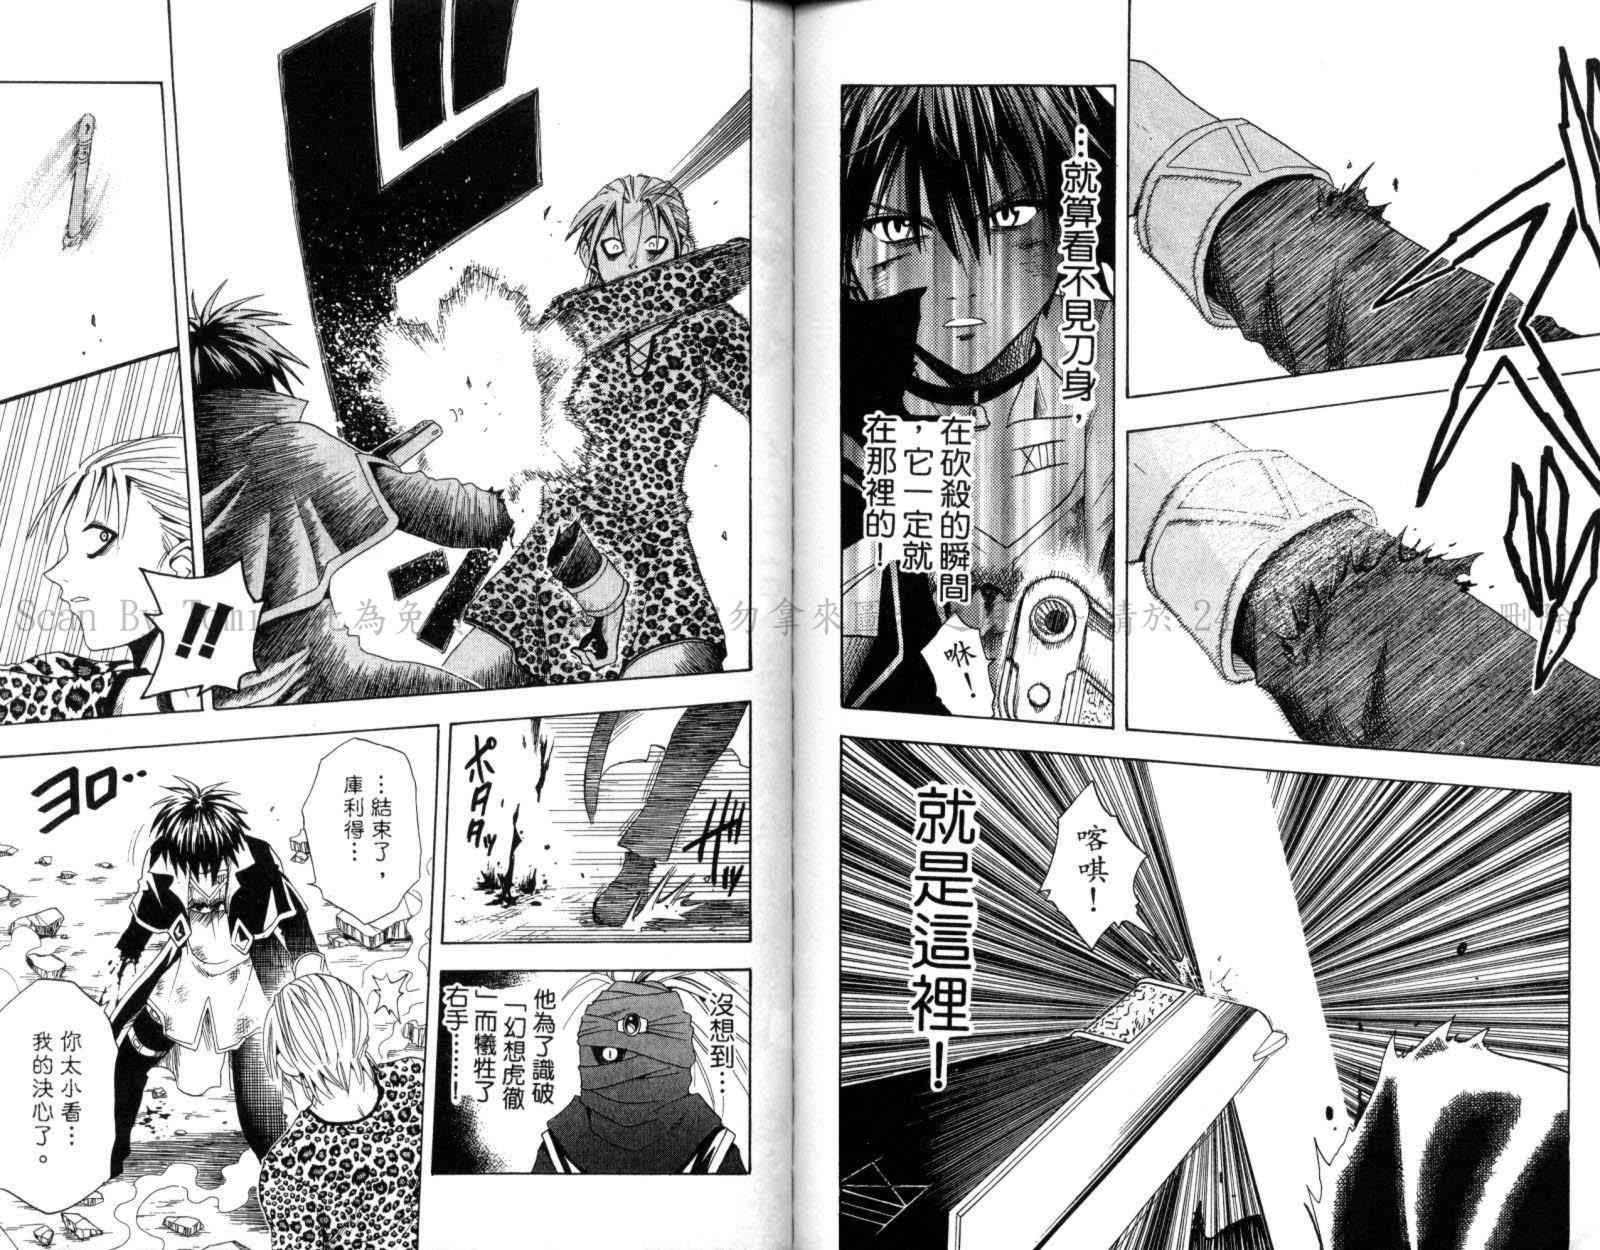 …就算看不見刀身，
在砍殺的瞬間
，它一定就
在那裡的！
咻！
喀啡！
就是這裡！
ドン
!!
ポタタッ
沒想到…
他為了識破
「幻想虎徹
」而犧牲了
右手……！
ヨロ…
…結束了，
庫利得…
你太小看…
我的決心了。